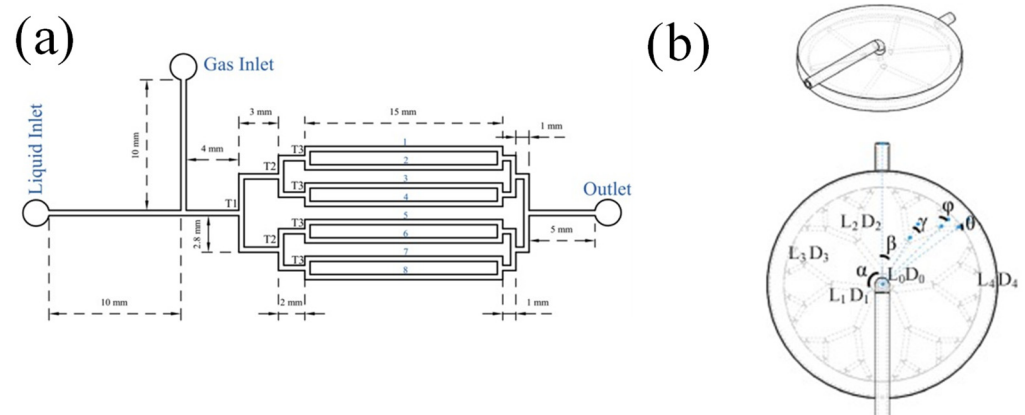 (a)
Gas Inlet
Liquid Inlet
Outlet
10 mm
4 mm
3 mm
15 mm
1 mm
T1
T2
T2
T3
T3
T3
T3
1
2
3
4
5
6
7
8
2.8 mm
5 mm
10 mm
2 mm
1 mm
(b)
L2 D2
γ
φ
θ
β
L3 D3
α
L0D0
L1 D1
L4 D4